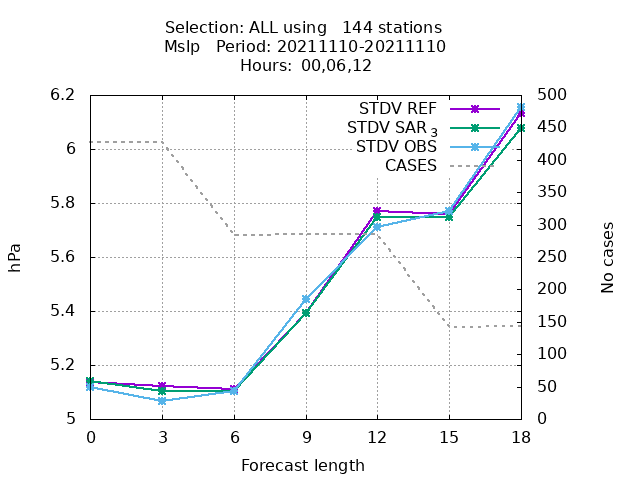 Selection: ALL using   144 stations
Mslp   Period: 20211110-20211110
Hours: 00,06,12
STDV REF
STDV SAR 3
STDV OBS
CASES
6.2
6
5.8
5.6
5.4
5.2
5
hPa
500
450
400
350
300
250
200
150
100
50
0
No cases
0 3 6 9 12 15 18
Forecast length